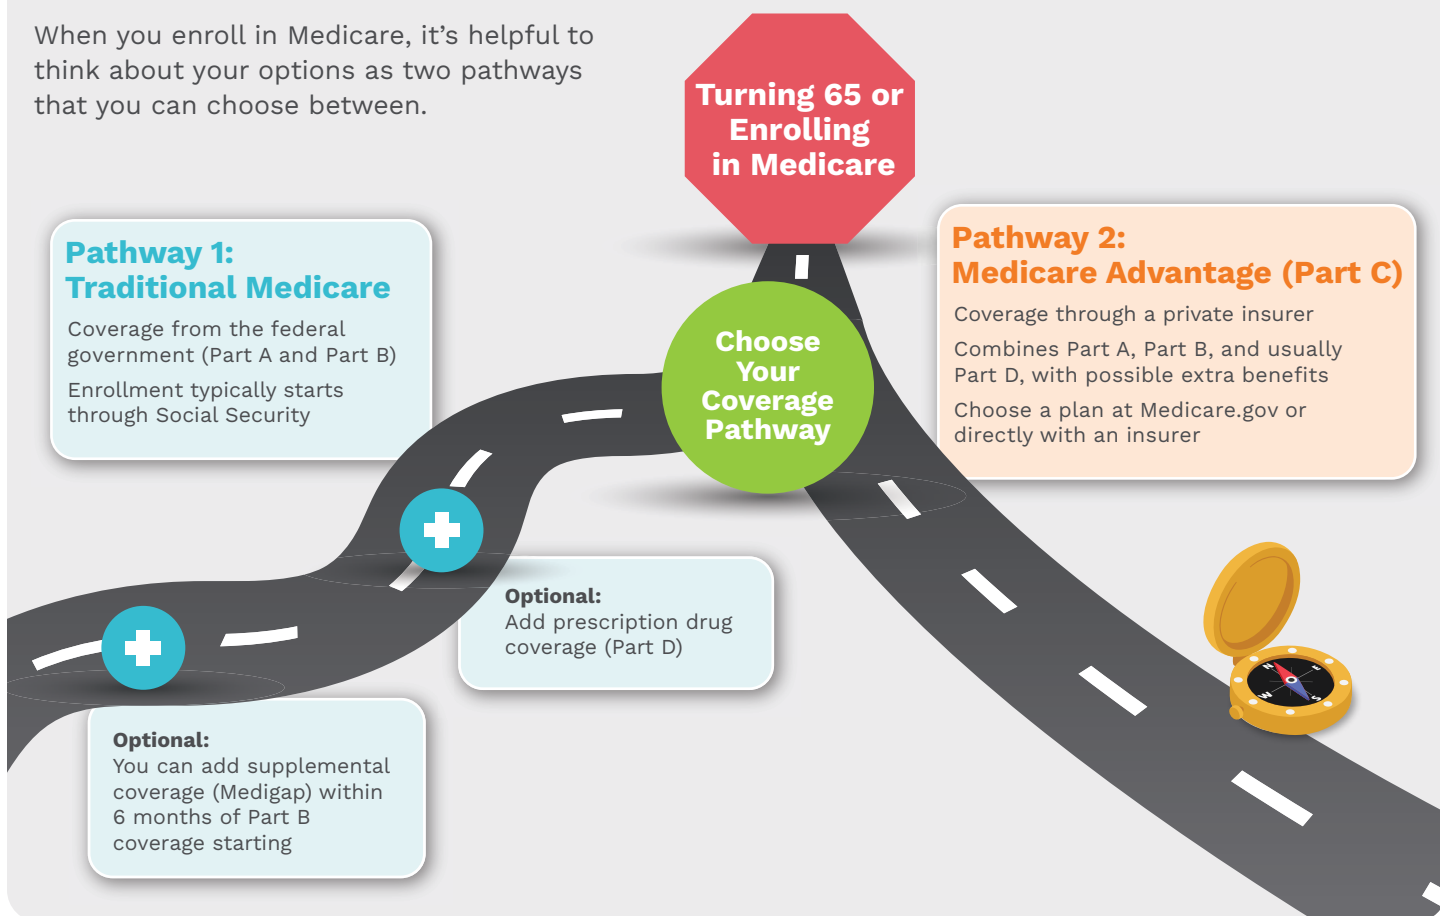 When you enroll in Medicare, it’s helpful to
think about your options as two pathways
that you can choose between.
Turning 65 or
Enrolling
in Medicare
Choose
Your
Coverage
Pathway
Pathway 1:
Traditional Medicare
Coverage from the federal
government (Part A and Part B)
Enrollment typically starts
through Social Security
Optional:
Add prescription drug
coverage (Part D)
Optional:
You can add supplemental
coverage (Medigap) within
6 months of Part B
coverage starting
Pathway 2:
Medicare Advantage (Part C)
Coverage through a private insurer
Combines Part A, Part B, and usually
Part D, with possible extra benefits
Choose a plan at Medicare.gov or
directly with an insurer
N
E
W
S